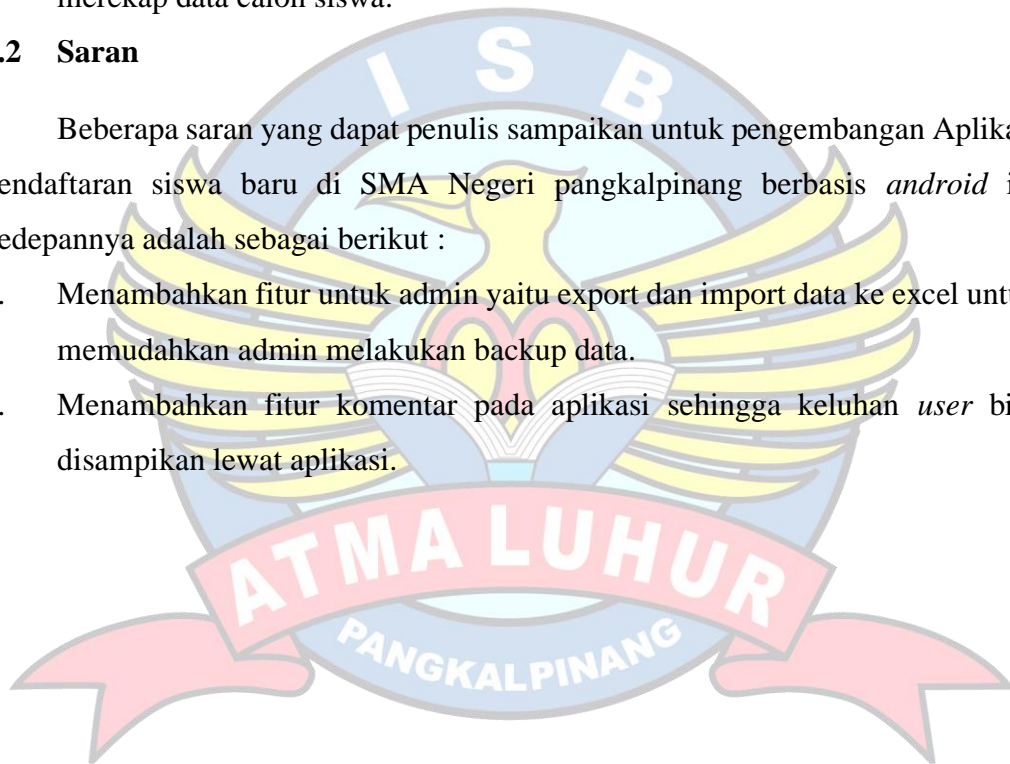 merekap data calon siswa.
.2 Saran
Beberapa saran yang dapat penulis sampaikan untuk pengembangan Aplika
endaftaran siswa baru di SMA Negeri pangkalpinang berbasis android i
edepannya adalah sebagai berikut :
. Menambahkan fitur untuk admin yaitu export dan import data ke excel untu
memudahkan admin melakukan backup data.
. Menambahkan fitur komentar pada aplikasi sehingga keluhan user bi
disampikan lewat aplikasi.
I S B
ATMA LUHUR
PANGKALPINANG